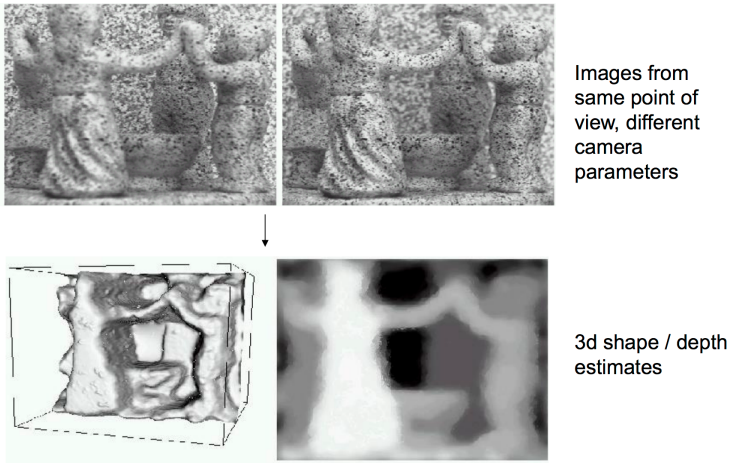 Images from
same point of
view, different
camera
parameters
3d shape / depth
estimates